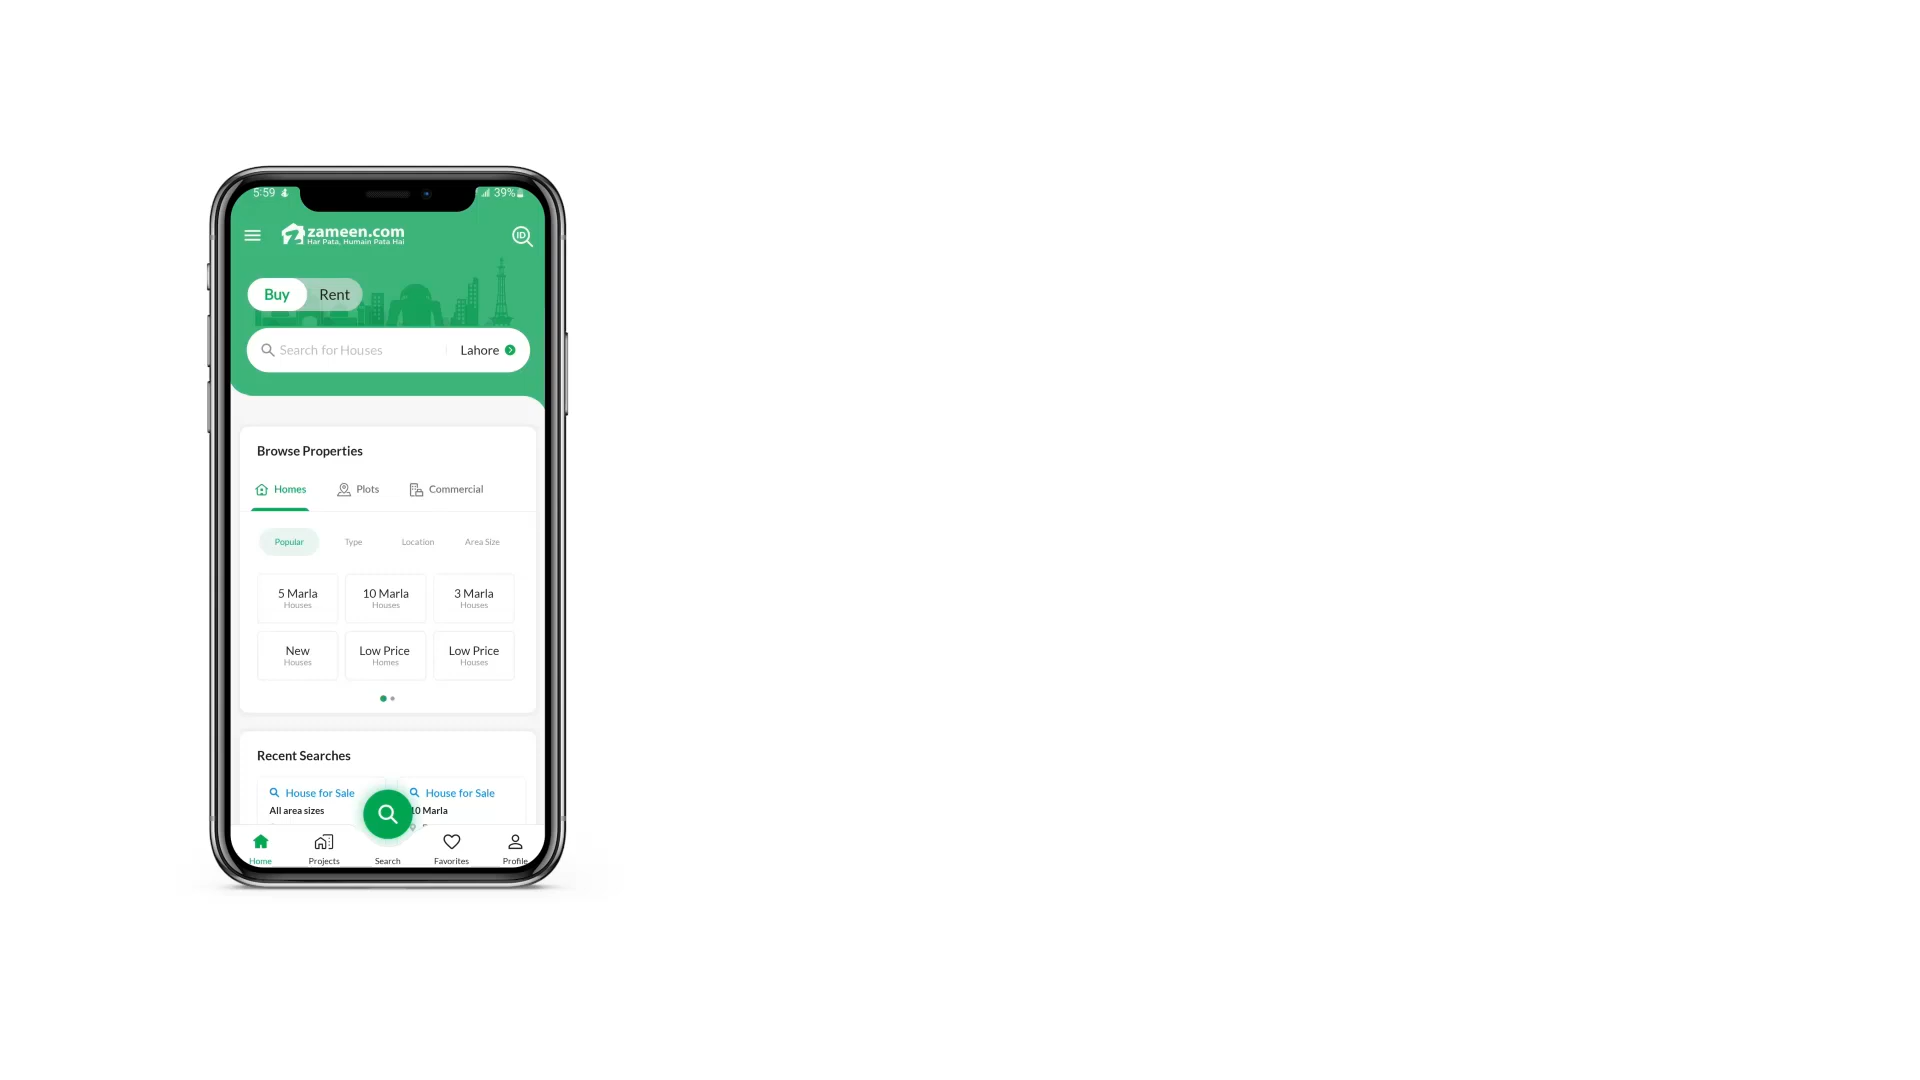 5:59 39%
zameen.com
Har Pata, Humain Pata Hai
ID
Buy Rent
Search for Houses Lahore
Browse Properties
Homes Plots Commercial
Popular Type Location Area Size
5 Marla 10 Marla 3 Marla
Houses Houses Houses
New Low Price Low Price
Houses Homes Houses
Recent Searches
House for Sale House for Sale
All area sizes 10 Marla
Home Projects Search Favorites Profile